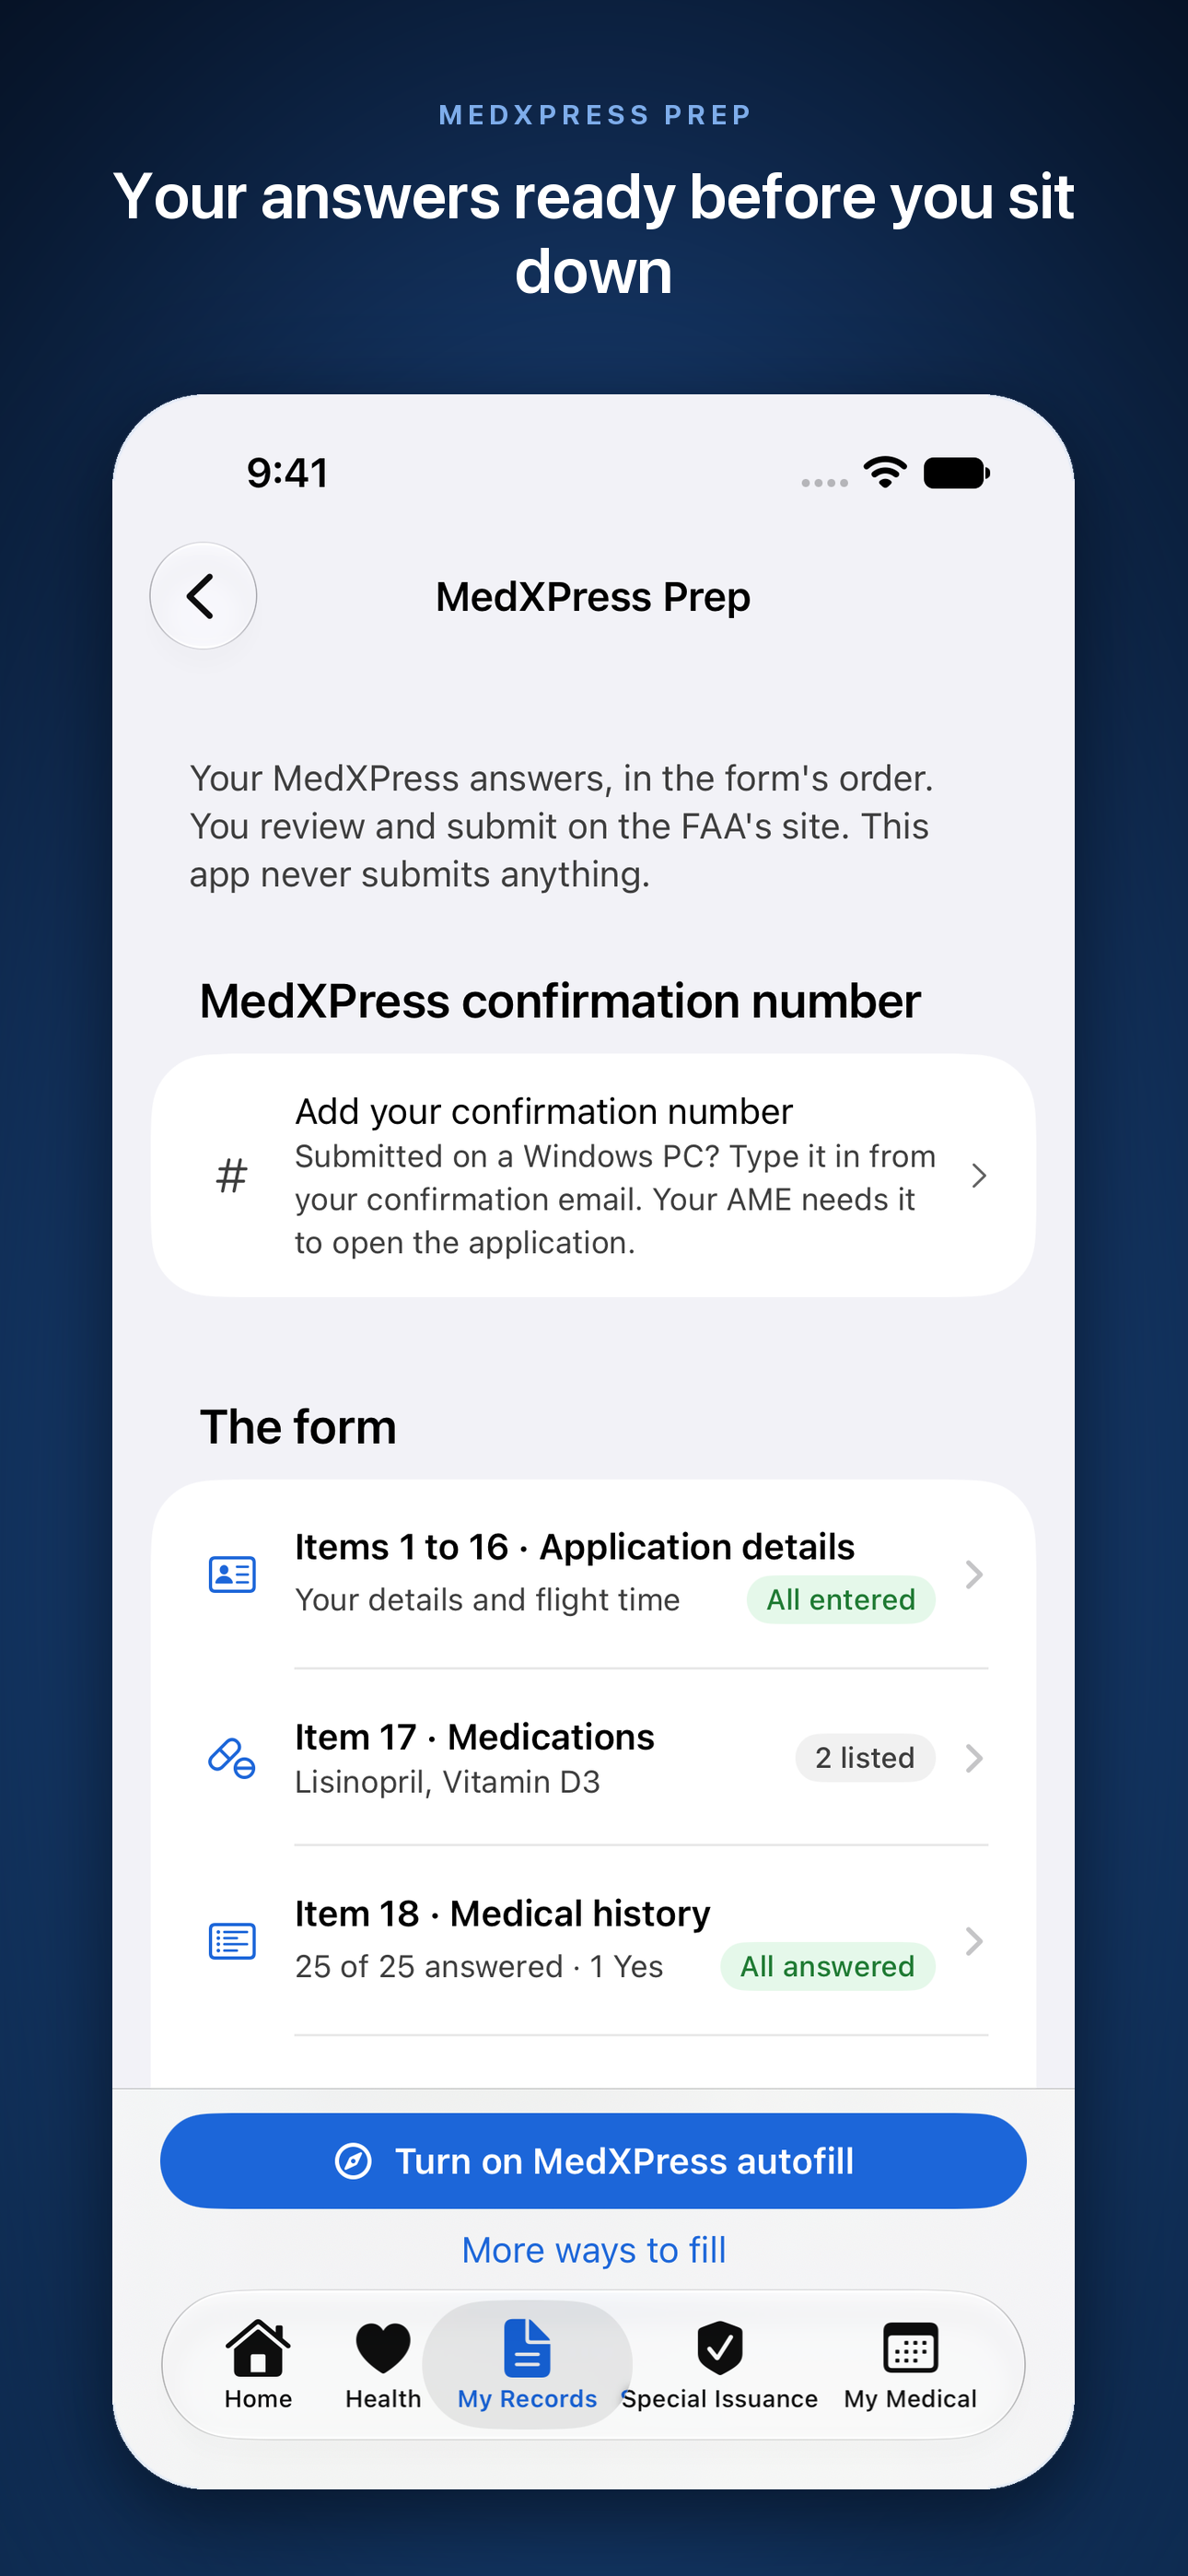 MEDXPRESS PREP
Your answers ready before you sit
down
9:41
MedXPress Prep
Your MedXPress answers, in the form's order.
You review and submit on the FAA's site. This
app never submits anything.
MedXPress confirmation number
#
Add your confirmation number
Submitted on a Windows PC? Type it in from
your confirmation email. Your AME needs it
to open the application.
The form
Items 1 to 16 · Application details
Your details and flight time All entered
Item 17 · Medications
2 listed
Lisinopril, Vitamin D3
Item 18 · Medical history
25 of 25 answered · 1 Yes All answered
Turn on MedXPress autofill
More ways to fill
Home Health My Records Special Issuance My Medical